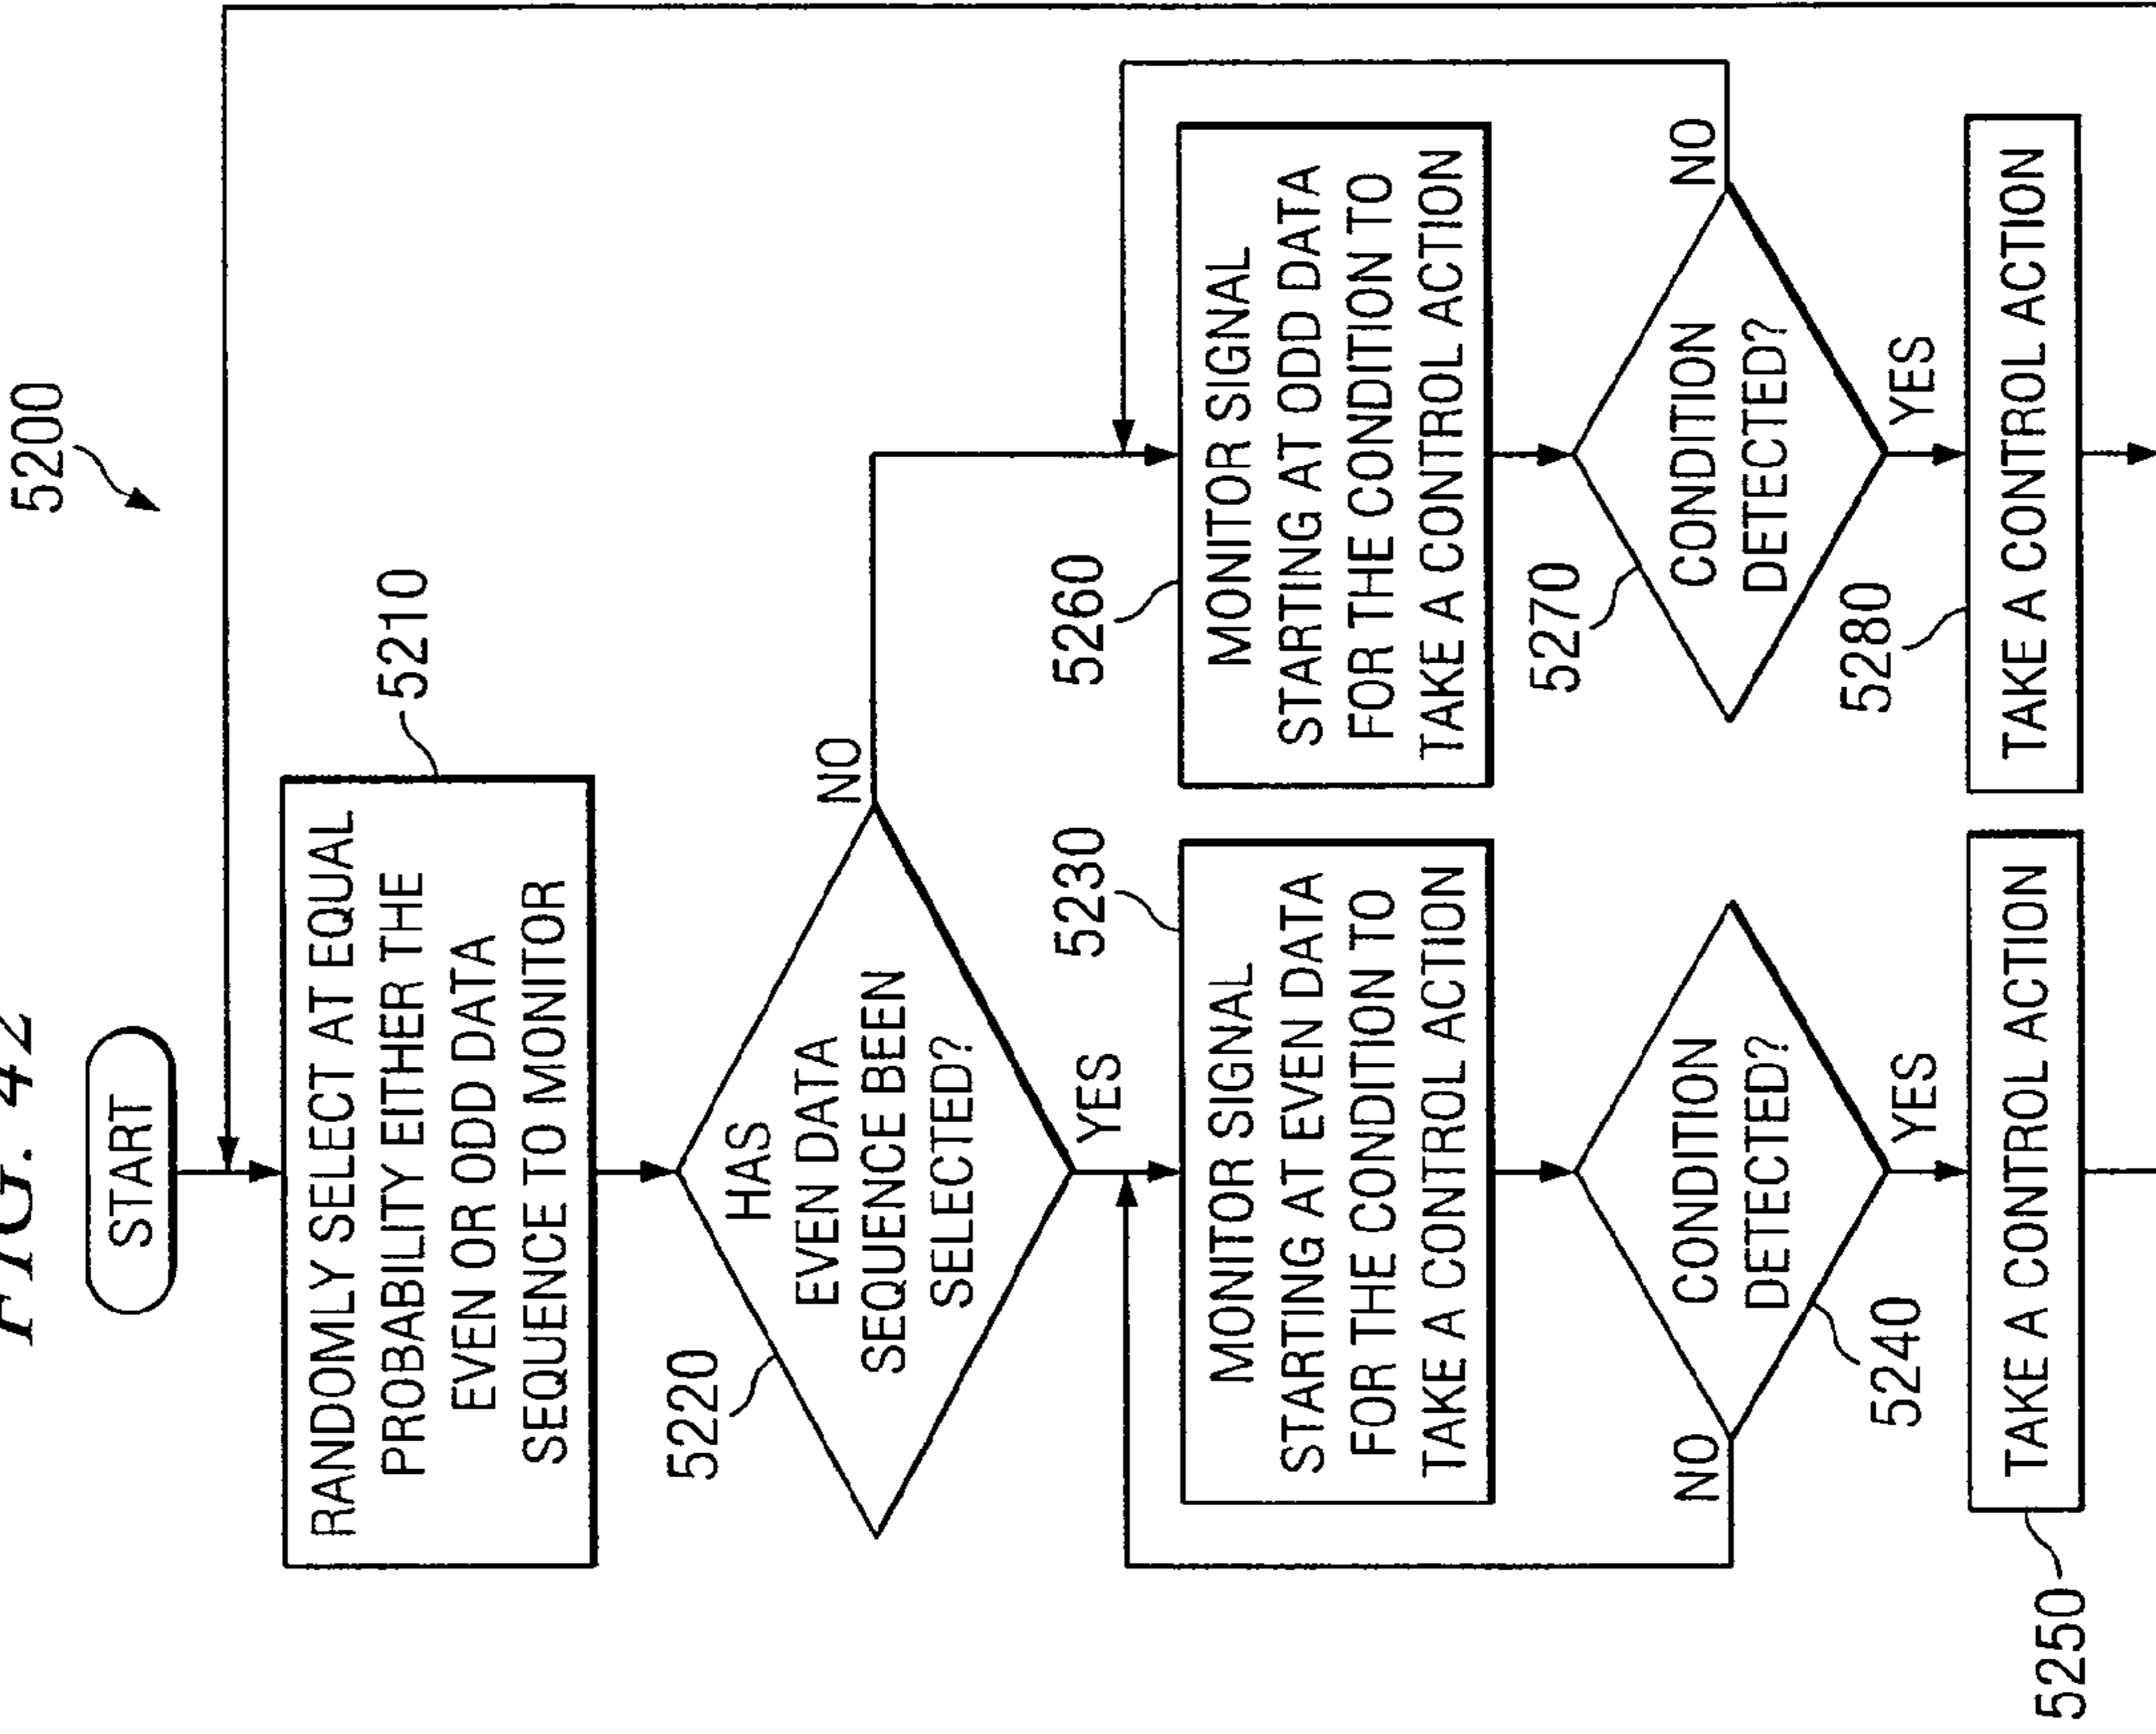 FIG. 42
START
5200
RANDOMLY SELECT AT EQUAL
PROBABILITY EITHER THE
EVEN OR ODD DATA
SEQUENCE TO MONITOR
5210
HAS
EVEN DATA
SEQUENCE BEEN
SELECTED?
5220
NO
YES
MONITOR SIGNAL
STARTING AT EVEN DATA
FOR THE CONDITION TO
TAKE A CONTROL ACTION
5230
MONITOR SIGNAL
STARTING AT ODD DATA
FOR THE CONDITION TO
TAKE A CONTROL ACTION
5260
NO
CONDITION
DETECTED?
5240
YES
5270
CONDITION
DETECTED?
NO
YES
5250
TAKE A CONTROL ACTION
5280
TAKE A CONTROL ACTION